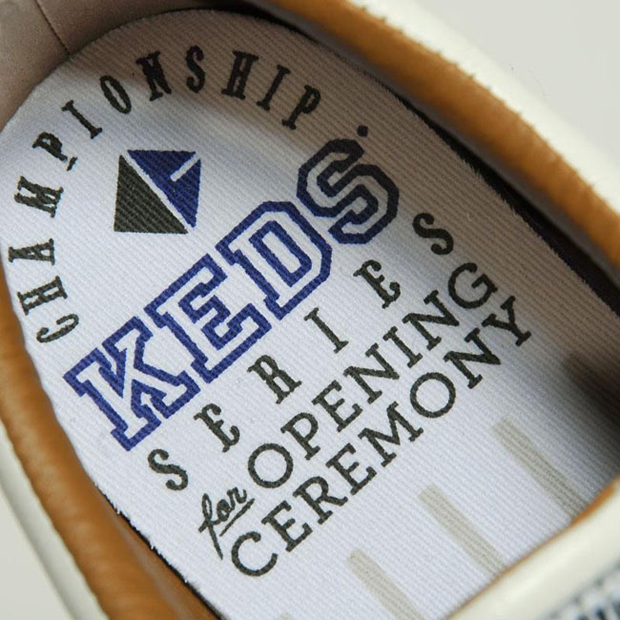 CHAMPIONSHIP
KEDS
SERIES
for OPENING
CEREMONY